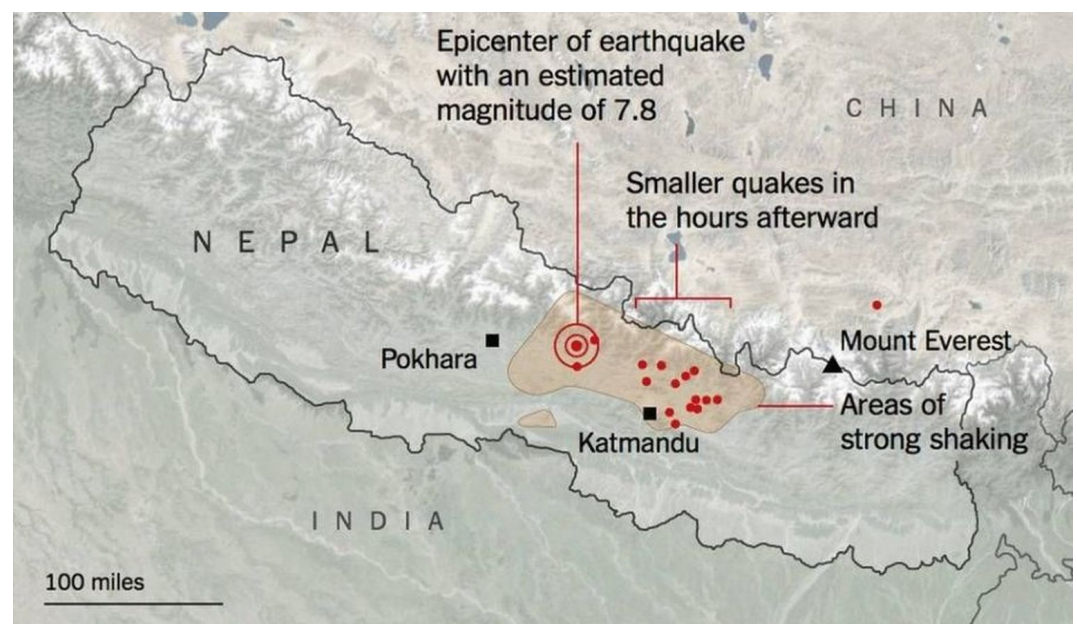 Epicenter of earthquake
with an estimated
magnitude of 7.8
CHINA
Smaller quakes in
the hours afterward
NEPAL
Mount Everest
Pokhara
Areas of
strong shaking
Katmandu
INDIA
100 miles